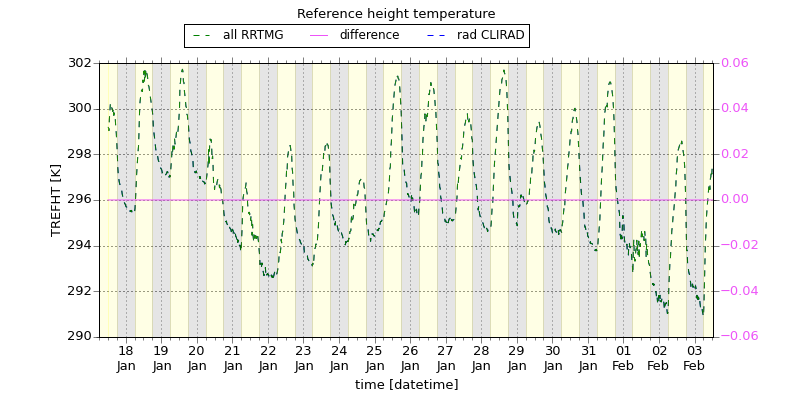 Reference height temperature
all RRTMG difference rad CLIRAD
302
300
298
296
294
292
290
TREFHT [K]
0.06
0.04
0.02
0.00
−0.02
−0.04
−0.06
18 19 20 21 22 23 24 25 26 27 28 29 30 31 01 02 03
Jan Jan Jan Jan Jan Jan Jan Jan Jan Jan Jan Jan Jan Jan Feb Feb Feb
time [datetime]